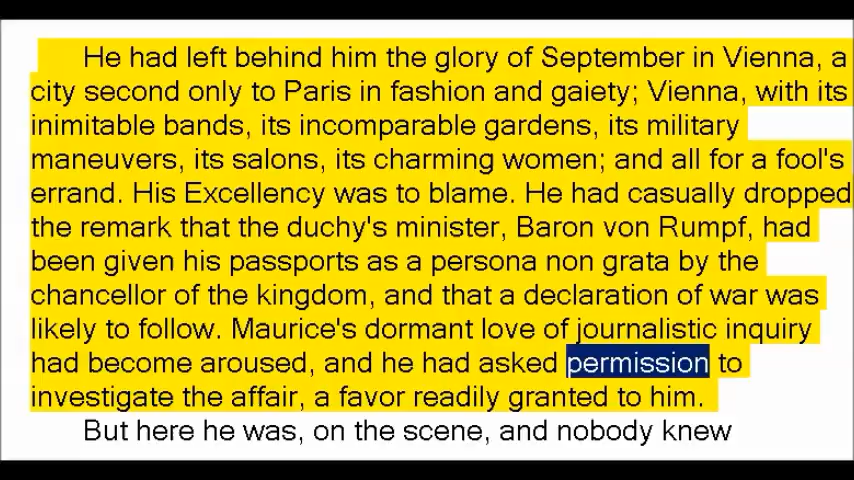 He had left behind him the glory of September in Vienna, a
city second only to Paris in fashion and gaiety; Vienna, with its
inimitable bands, its incomparable gardens, its military
maneuvers, its salons, its charming women; and all for a fool's
errand. His Excellency was to blame. He had casually dropped
the remark that the duchy's minister, Baron von Rumpf, had
been given his passports as a persona non grata by the
chancellor of the kingdom, and that a declaration of war was
likely to follow. Maurice's dormant love of journalistic inquiry
had become aroused, and he had asked permission to
investigate the affair, a favor readily granted to him.
But here he was, on the scene, and nobody knew